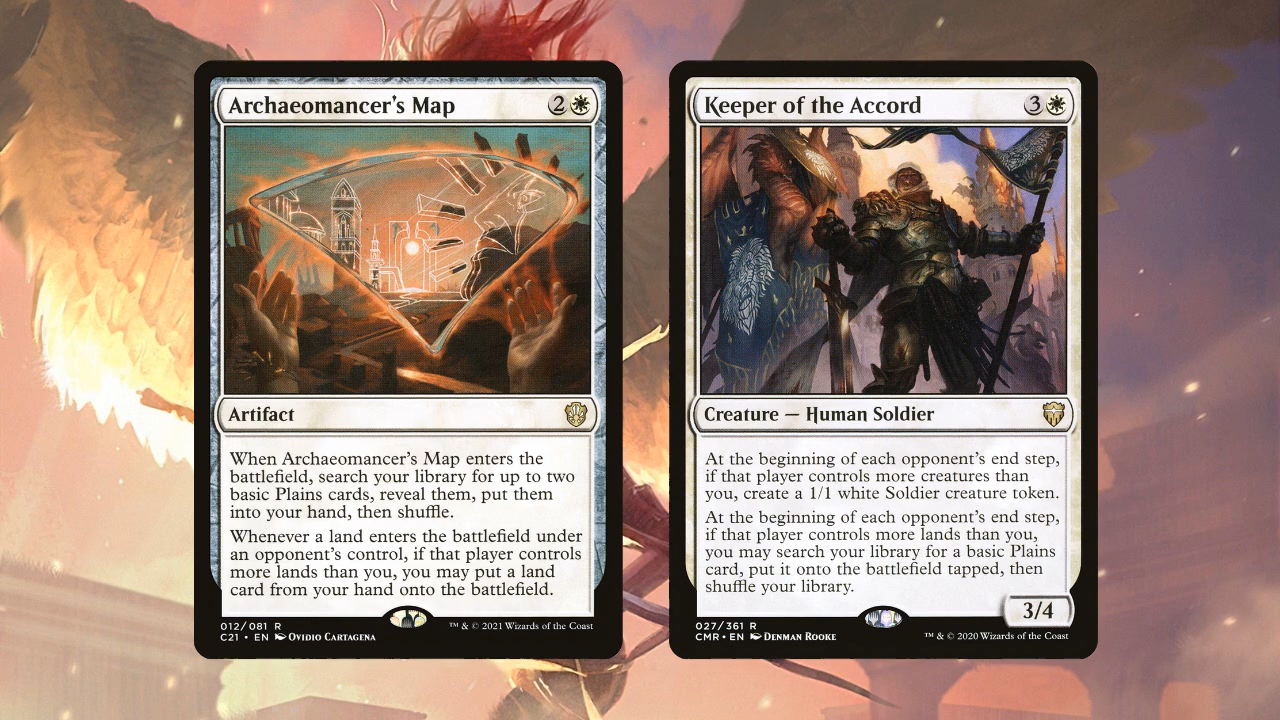 Archaeomancer's Map 2
Artifact
When Archaeomancer's Map enters the
battlefield, search your library for up to two
basic Plains cards, reveal them, put them
into your hand, then shuffle.
Whenever a land enters the battlefield under
an opponent's control, if that player controls
more lands than you, you may put a land
card from your hand onto the battlefield.
012/081 R
C21 • EN Ovidio Cartagena
™ & © 2021 Wizards of the Coast
Keeper of the Accord 3
Creature — Human Soldier
At the beginning of each opponent's end step,
if that player controls more creatures than
you, create a 1/1 white Soldier creature token.
At the beginning of each opponent's end step,
if that player controls more lands than you,
you may search your library for a basic Plains
card, put it onto the battlefield tapped, then
shuffle your library.
3/4
027/361 R
CMR • EN Denman Rooke
™ & © 2020 Wizards of the Coast